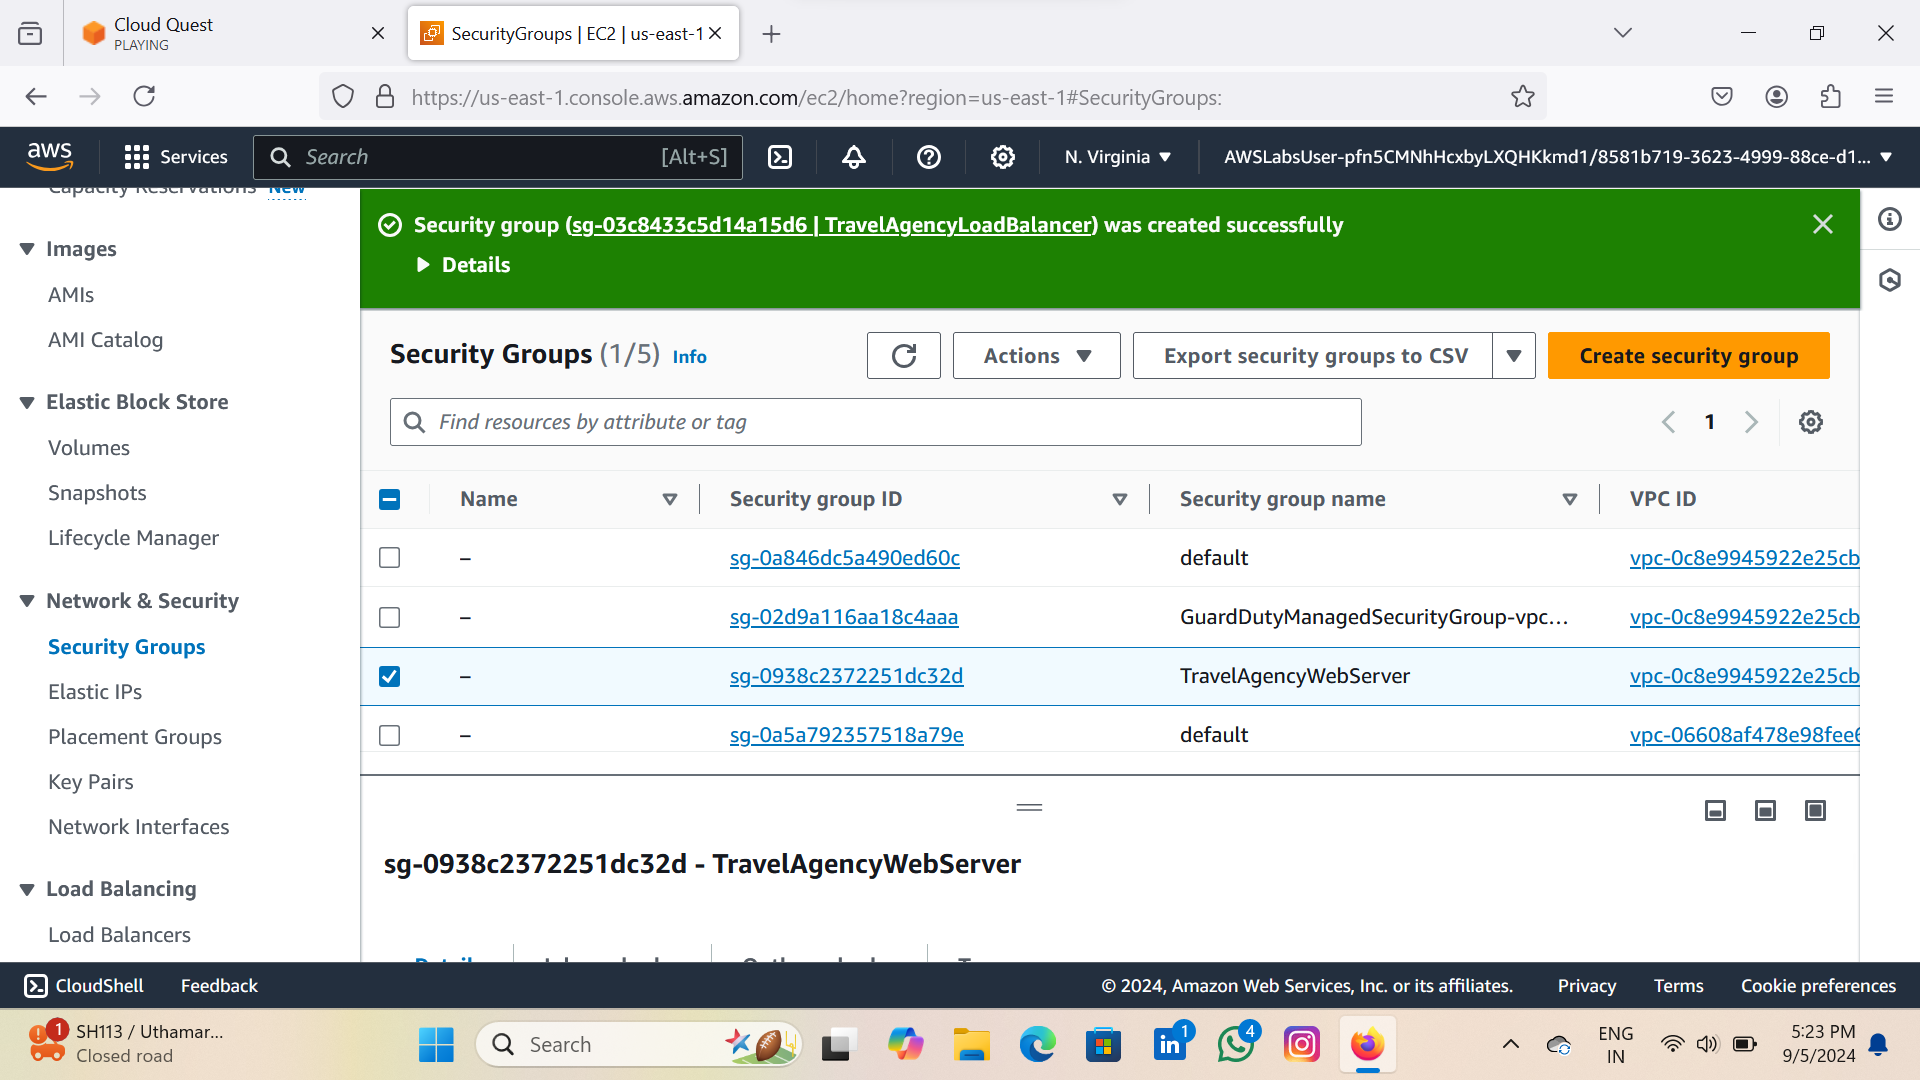 Cloud Quest
PLAYING
SecurityGroups | EC2 | us-east-1
https://us-east-1.console.aws.amazon.com/ec2/home?region=us-east-1#SecurityGroups:
aws
Services
Search
[Alt+S]
N. Virginia
AWSLabsUser-pfn5CMNhHcxbyLXQHKkmd1/8581b719-3623-4999-88ce-d1...
Capacity Reservations New
Images
AMIs
AMI Catalog
Elastic Block Store
Volumes
Snapshots
Lifecycle Manager
Network & Security
Security Groups
Elastic IPs
Placement Groups
Key Pairs
Network Interfaces
Load Balancing
Load Balancers
Security group (sg-03c8433c5d14a15d6 | TravelAgencyLoadBalancer) was created successfully
Details
Security Groups (1/5) Info
Actions
Export security groups to CSV
Create security group
Find resources by attribute or tag
1
Name
Security group ID
Security group name
VPC ID
– sg-0a846dc5a490ed60c default vpc-0c8e9945922e25cb
– sg-02d9a116aa18c4aaa GuardDutyManagedSecurityGroup-vpc... vpc-0c8e9945922e25cb
– sg-0938c2372251dc32d TravelAgencyWebServer vpc-0c8e9945922e25cb
– sg-0a5a792357518a79e default vpc-06608af478e98fee6
sg-0938c2372251dc32d - TravelAgencyWebServer
CloudShell
Feedback
© 2024, Amazon Web Services, Inc. or its affiliates.
Privacy
Terms
Cookie preferences
1
SH113 / Uthamar...
Closed road
Search
1
4
ENG
IN
5:23 PM
9/5/2024